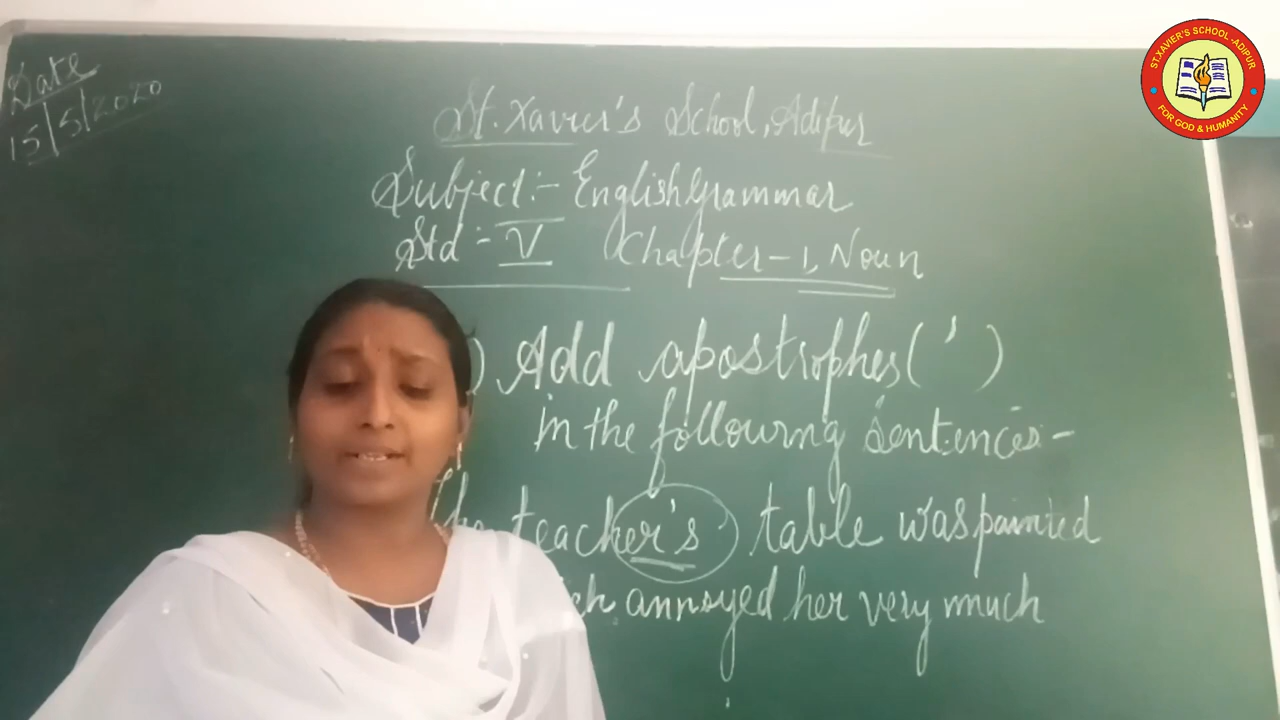 Date
15/5/2020
St. Xavier's School, Adipur
Subject:- English Grammar
Std - V Chapter-1, Noun
) Add apostrophes (')
in the following sentences -
teacher's table was painted
annoyed her very much
ST.XAVIER'S SCHOOL-ADIPUR
FOR GOD & HUMANITY